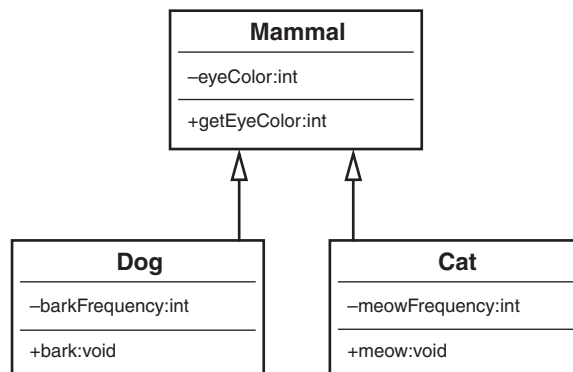 Mammal
–eyeColor:int
+getEyeColor:int
Dog
–barkFrequency:int
+bark:void
Cat
–meowFrequency:int
+meow:void